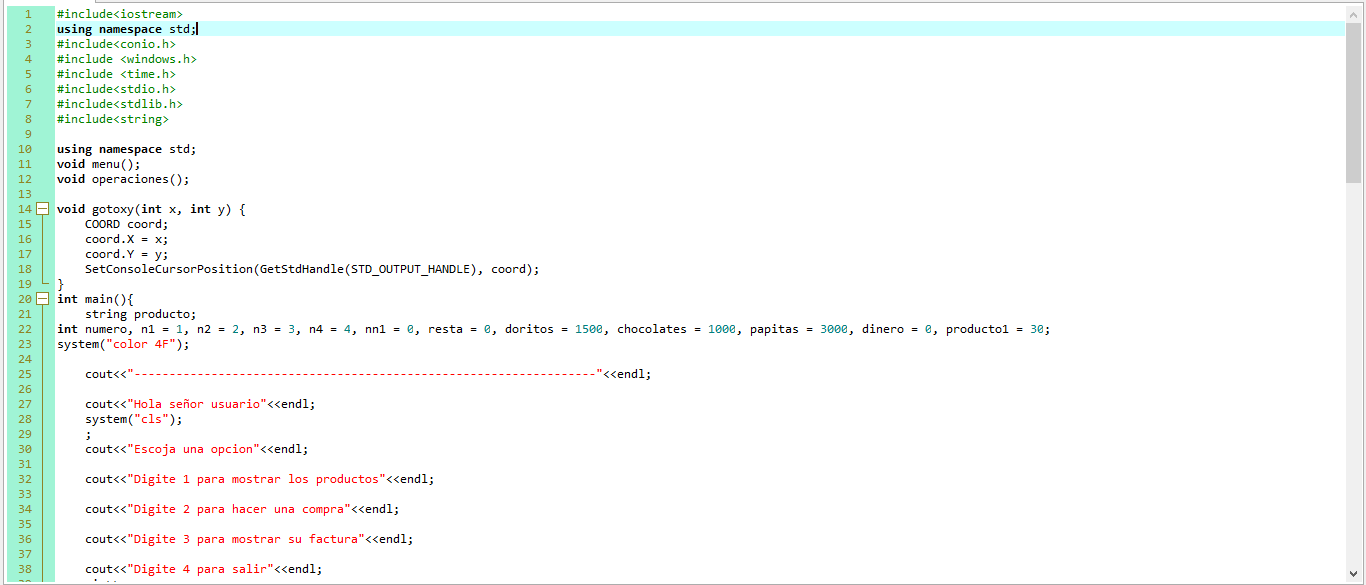 1 #include<iostream>
2 using namespace std;
3 #include<conio.h>
4 #include <windows.h>
5 #include <time.h>
6 #include<stdio.h>
7 #include<stdlib.h>
8 #include<string>
9
10 using namespace std;
11 void menu();
12 void operaciones();
13
14 void gotoxy(int x, int y) {
15 COORD coord;
16 coord.X = x;
17 coord.Y = y;
18 SetConsoleCursorPosition(GetStdHandle(STD_OUTPUT_HANDLE), coord);
19 }
20 int main(){
21 string producto;
22 int numero, n1 = 1, n2 = 2, n3 = 3, n4 = 4, nn1 = 0, resta = 0, doritos = 1500, chocolates = 1000, papitas = 3000, dinero = 0, producto1 = 30;
23 system("color 4F");
24
25 cout<<"------------------------------------------------------------------"<<endl;
26
27 cout<<"Hola señor usuario"<<endl;
28 system("cls");
29 ;
30 cout<<"Escoja una opcion"<<endl;
31
32 cout<<"Digite 1 para mostrar los productos"<<endl;
33
34 cout<<"Digite 2 para hacer una compra"<<endl;
35
36 cout<<"Digite 3 para mostrar su factura"<<endl;
37
38 cout<<"Digite 4 para salir"<<endl;